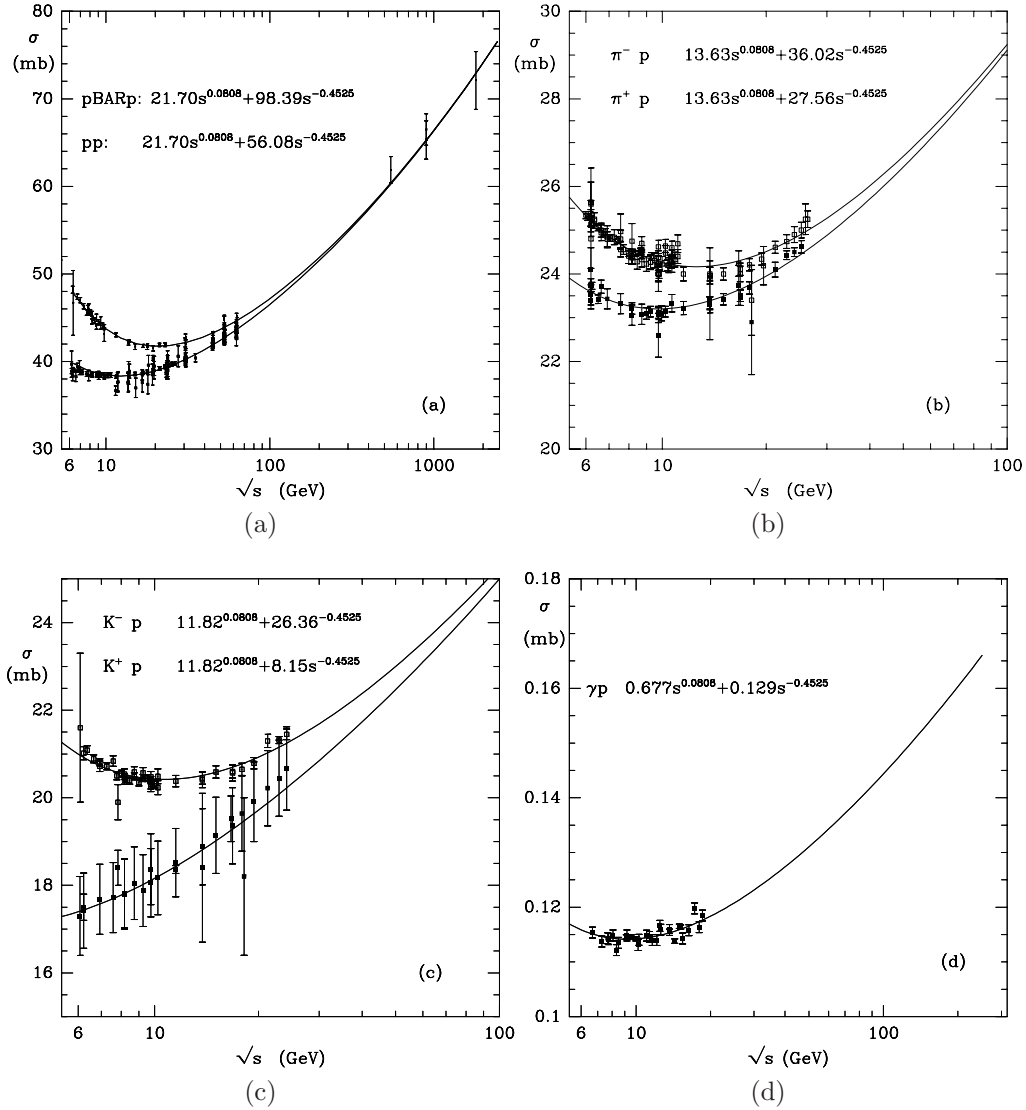 80
70
60
50
40
30
σ
(mb)
pBARp: 21.70s^0.0808+98.39s^−0.4525
pp: 21.70s^0.0808+56.08s^−0.4525
(a)
6 10 100 1000
√s (GeV)
(a)
30
28
26
24
22
20
σ
(mb)
π⁻ p 13.63s^0.0808+36.02s^−0.4525
π⁺ p 13.63s^0.0808+27.56s^−0.4525
(b)
6 10 100
√s (GeV)
(b)
24
22
20
18
16
σ
(mb)
K⁻ p 11.82^0.0808+26.36^−0.4525
K⁺ p 11.82^0.0808+8.15s^−0.4525
(c)
6 10 100
√s (GeV)
(c)
0.18
0.16
0.14
0.12
0.1
σ
(mb)
γp 0.677s^0.0808+0.129s^−0.4525
(d)
6 10 100
√s (GeV)
(d)